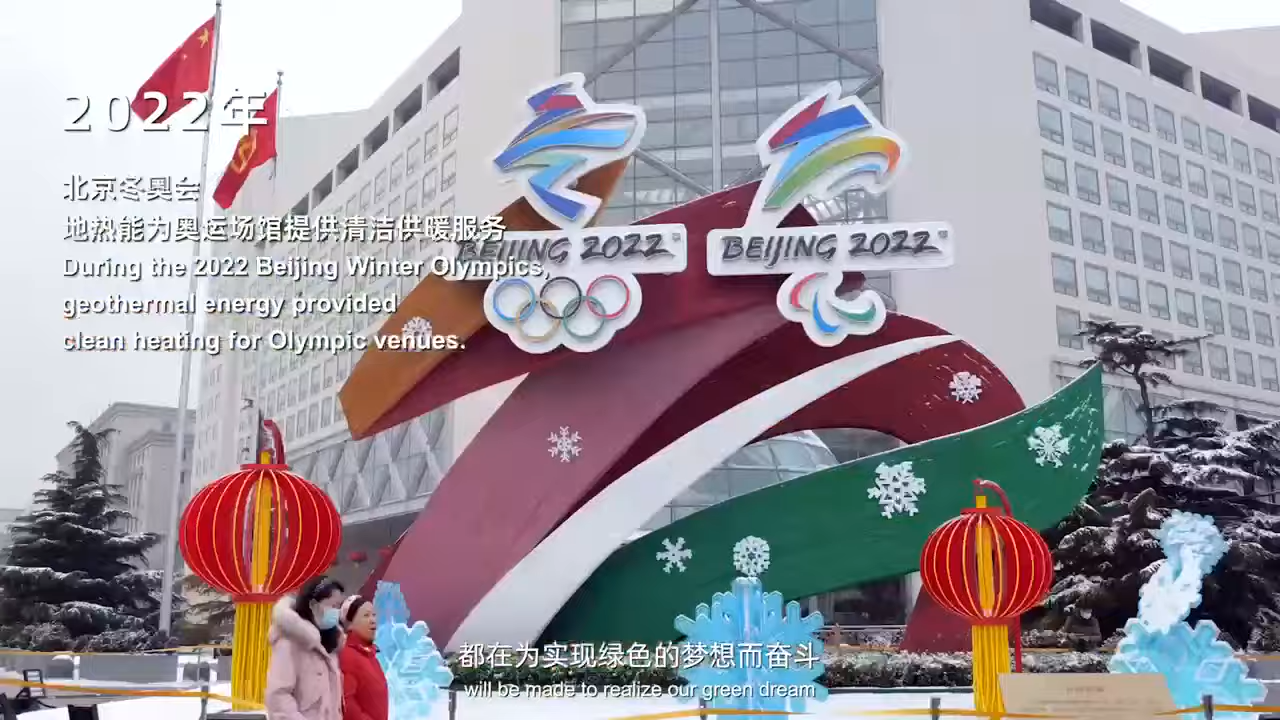 2022年
北京冬奥会
地热能为奥运场馆提供清洁供暖服务
During the 2022 Beijing Winter Olympics,
geothermal energy provided
clean heating for Olympic venues.
BEIJING 2022
BEIJING 2022
都在为实现绿色的梦想而奋斗
will be made to realize our green dream